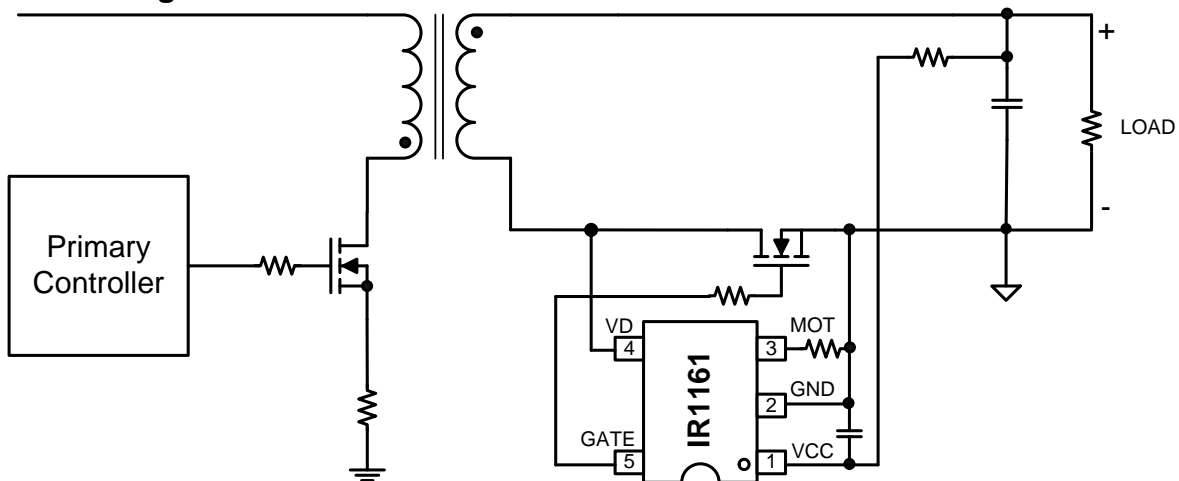 +
LOAD
-
Primary
Controller
VD
4
MOT
3
IR1161
GND
2
GATE
5
VCC
1